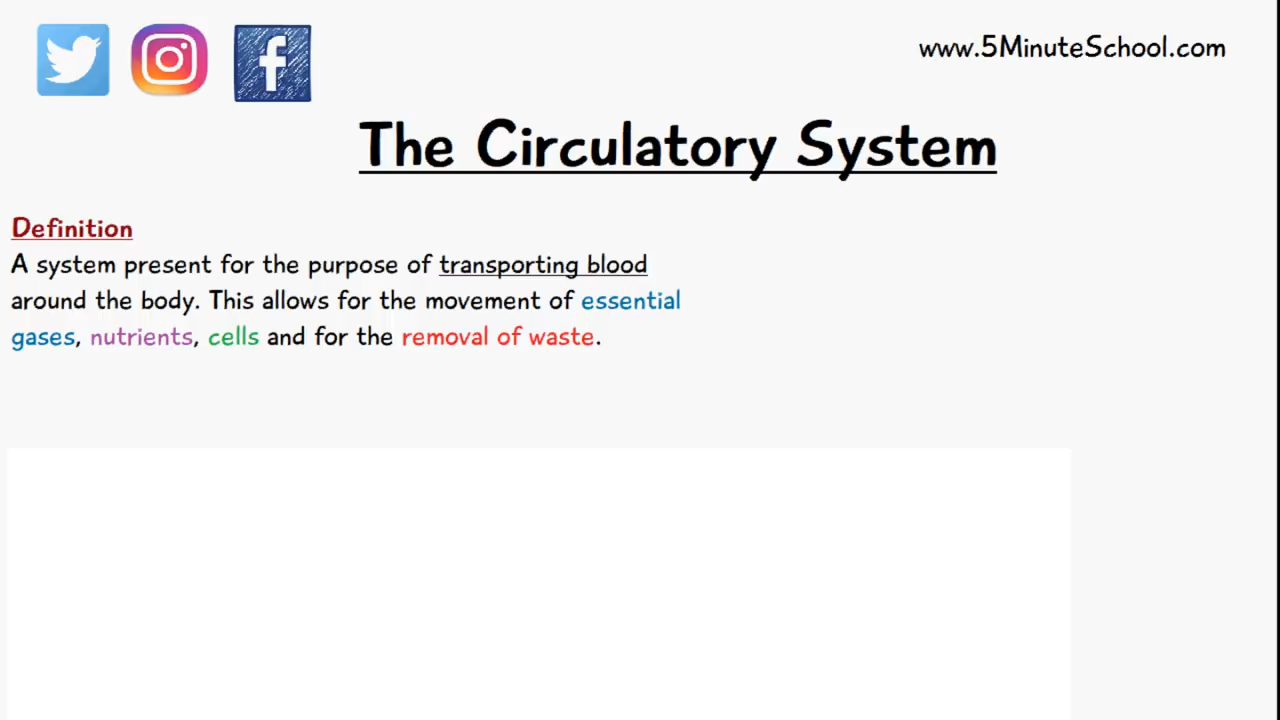 www.5MinuteSchool.com
The Circulatory System
Definition
A system present for the purpose of transporting blood
around the body. This allows for the movement of essential
gases, nutrients, cells and for the removal of waste.